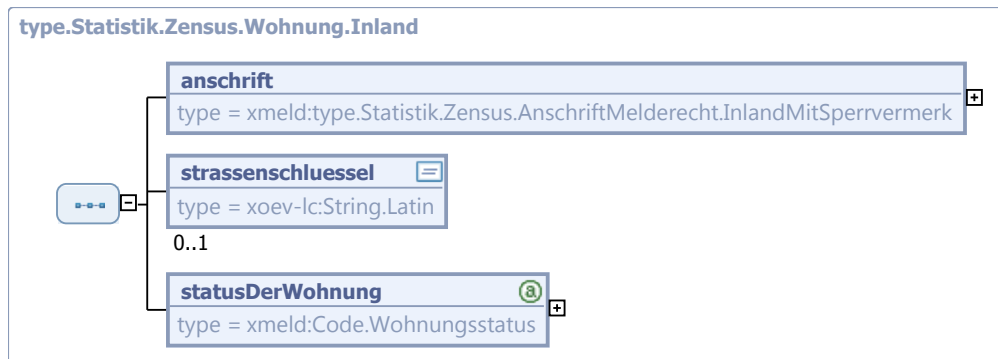 type.Statistik.Zensus.Wohnung.Inland
anschrift
type = xmeld:type.Statistik.Zensus.AnschriftMelderecht.InlandMitSperrvermerk
strassenschluessel
type = xoev-lc:String.Latin
0..1
statusDerWohnung
a
type = xmeld:Code.Wohnungsstatus